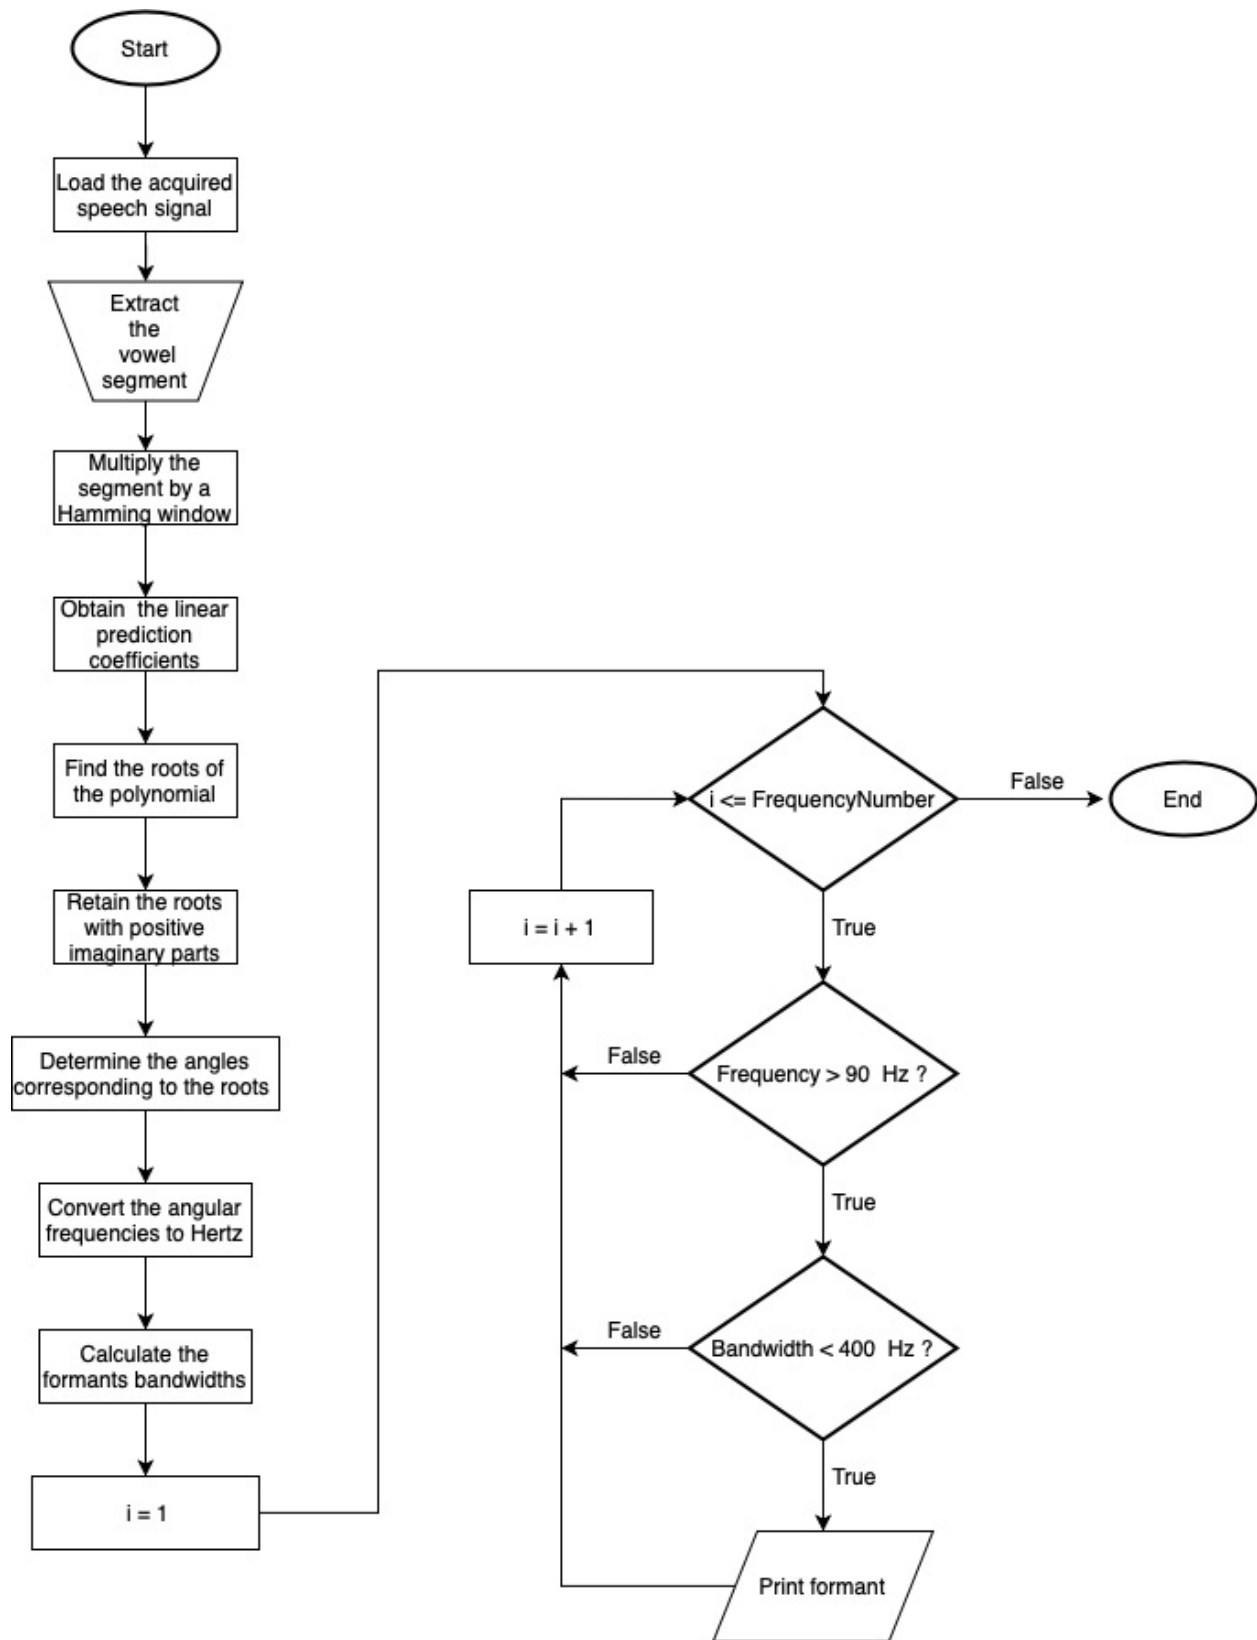 Start
Load the acquired
speech signal
Extract
the
vowel
segment
Multiply the
segment by a
Hamming window
Obtain  the linear
prediction
coefficients
Find the roots of
the polynomial
Retain the roots
with positive
imaginary parts
Determine the angles
corresponding to the roots
Convert the angular
frequencies to Hertz
Calculate the
formants bandwidths
i = 1
i <= FrequencyNumber
False
End
True
i = i + 1
Frequency > 90  Hz ?
False
True
Bandwidth < 400  Hz ?
False
True
Print formant